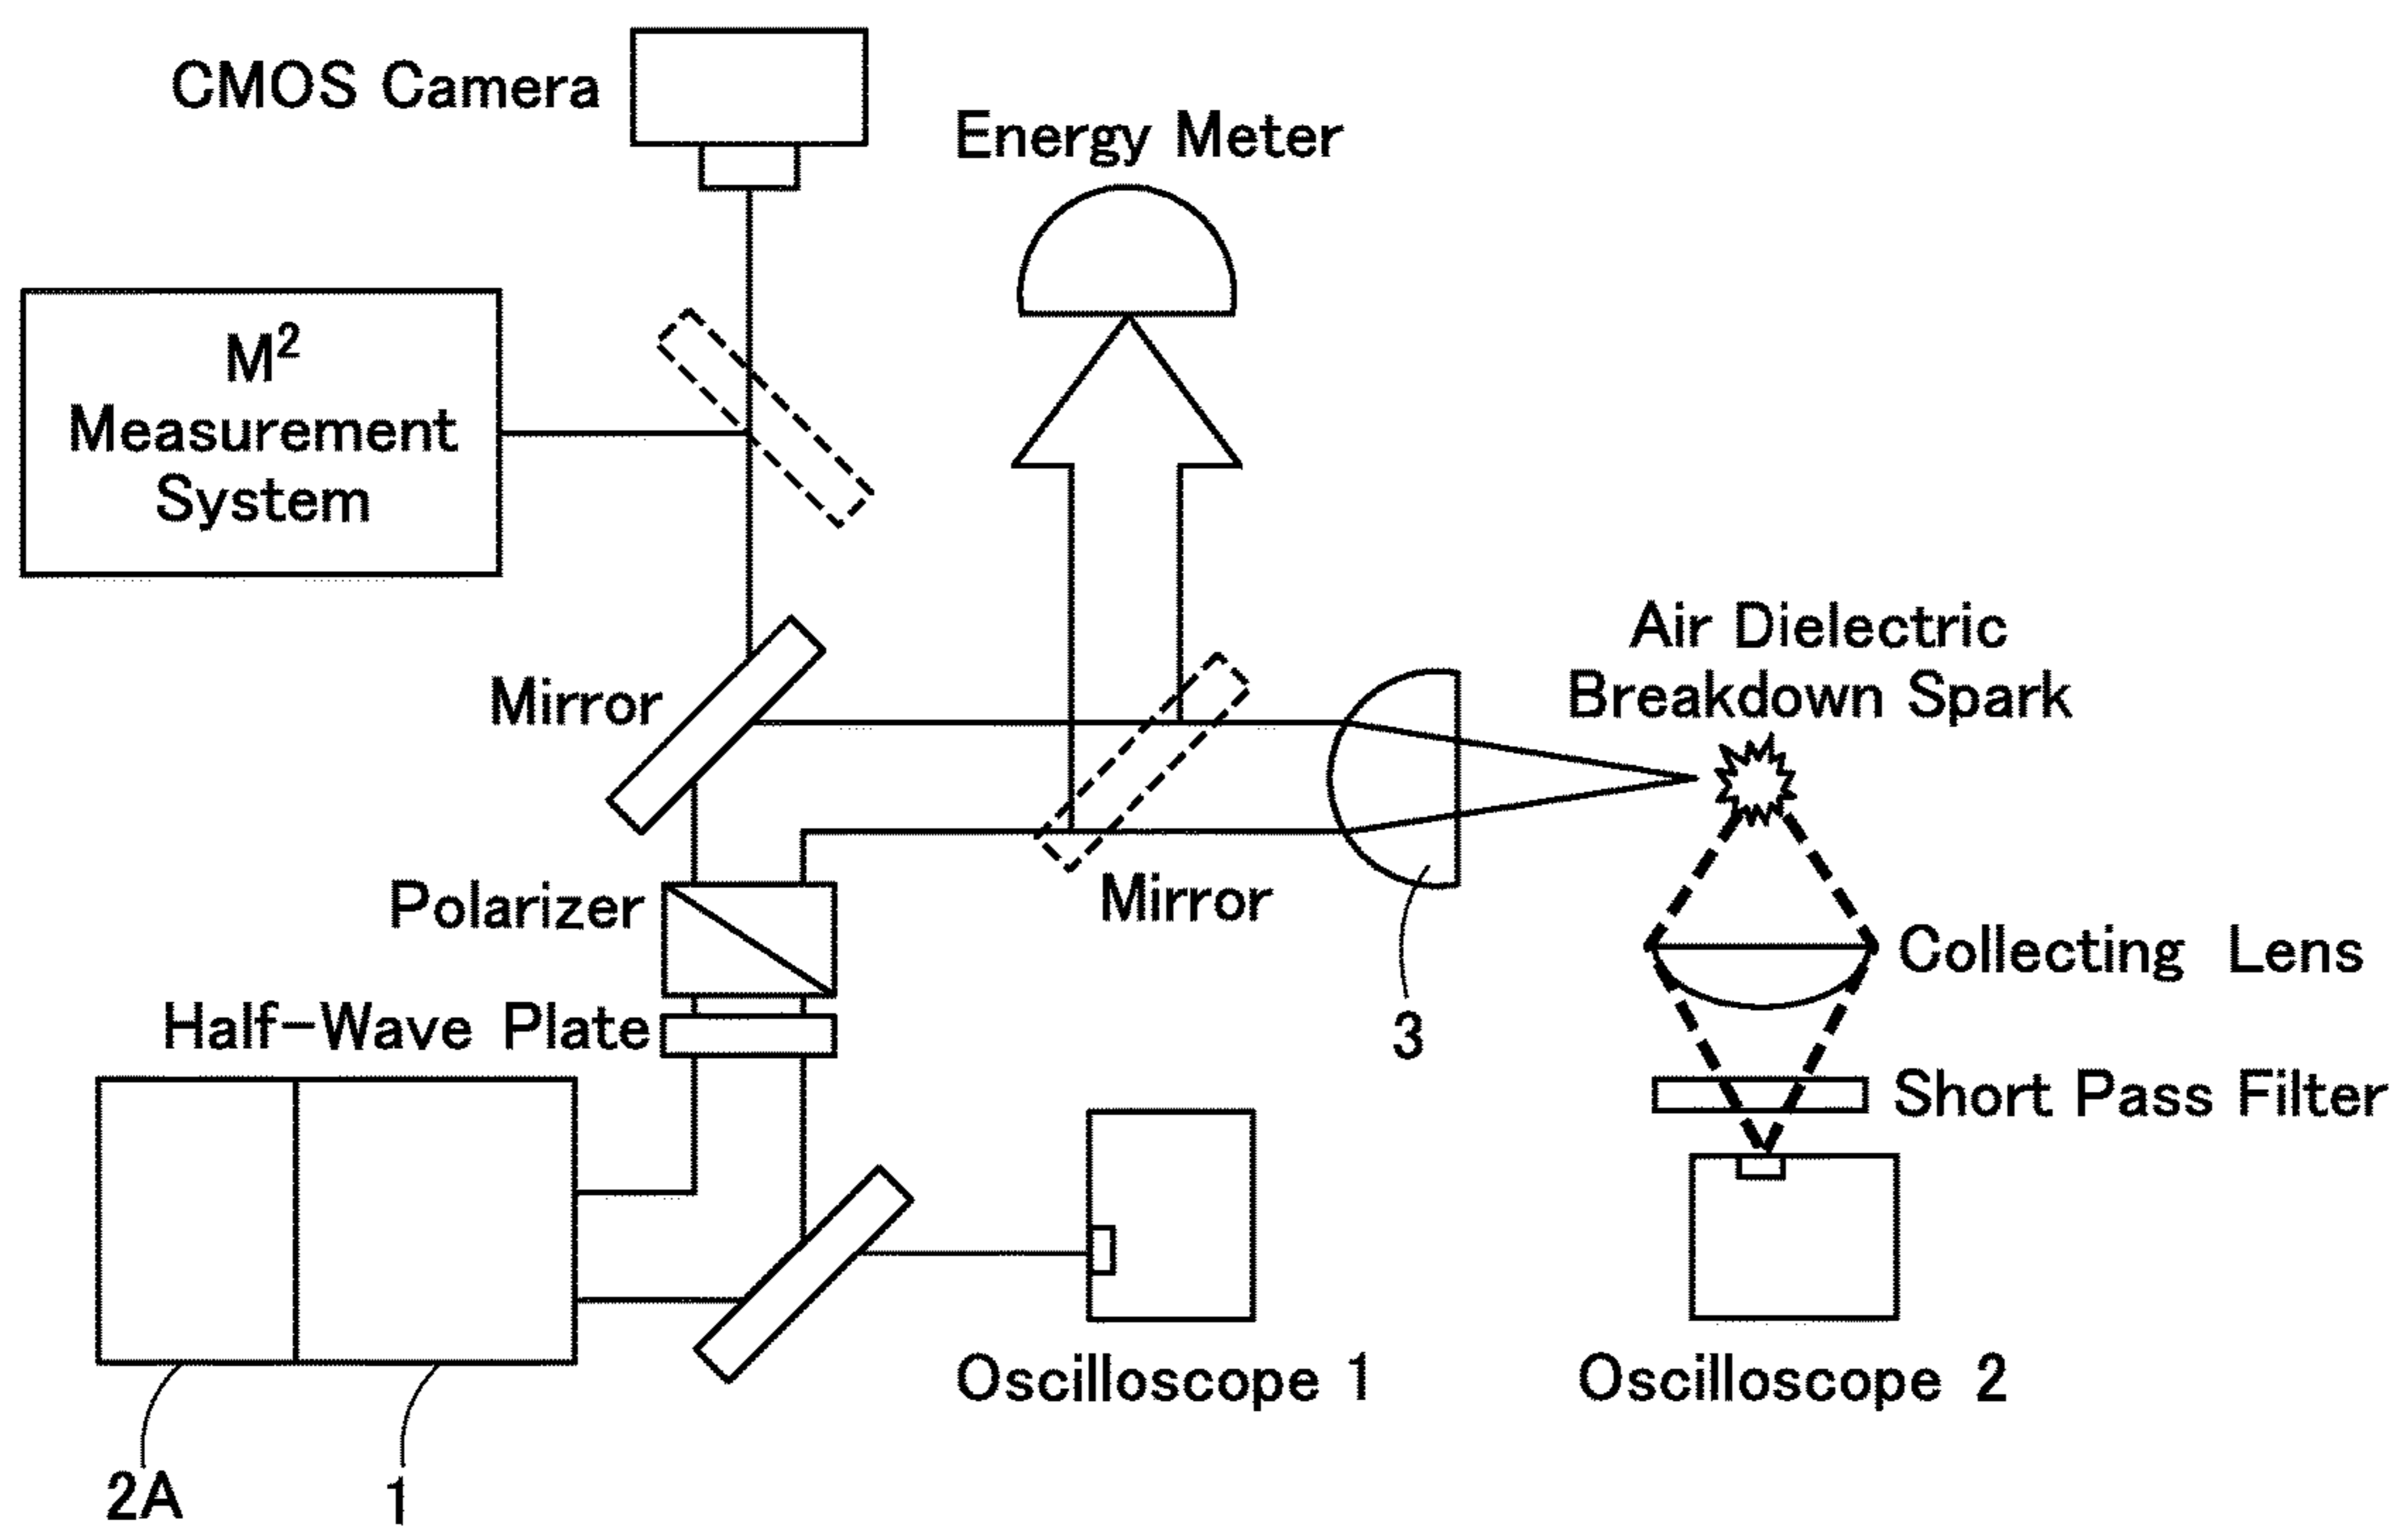 CMOS Camera
Energy Meter
M²
Measurement
System
Air Dielectric
Breakdown Spark
Mirror
Mirror
Polarizer
Collecting Lens
Half-Wave Plate
3
Short Pass Filter
Oscilloscope 1
Oscilloscope 2
2A
1